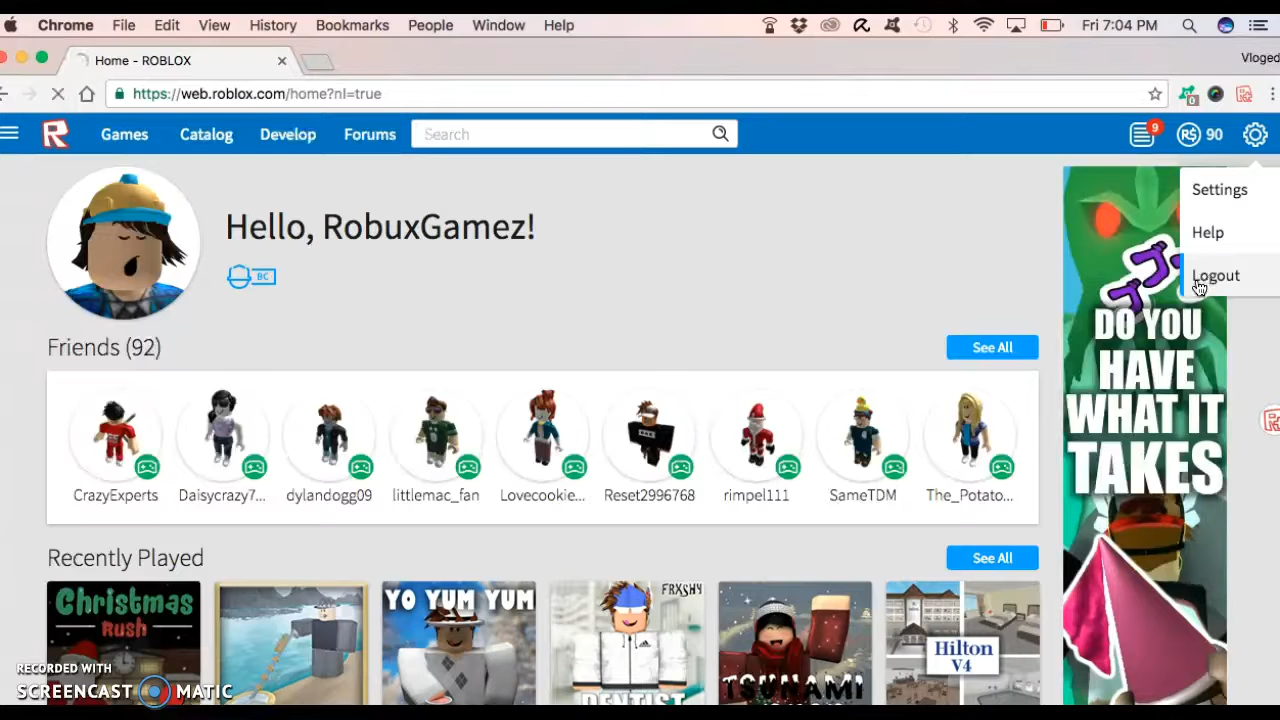 Chrome File Edit View History Bookmarks People Window Help Fri 7:04 PM
Home - ROBLOX
Vloged
https://web.roblox.com/home?nl=true
0
Games Catalog Develop Forums Search 9 R$ 90
Settings
Hello, RobuxGamez!
Help
BC
Logout
Friends (92) See All
CrazyExperts Daisycrazy7... dylandogg09 littlemac_fan Lovecookie... Reset2996768 rimpel111 SameTDM The_Potato...
DO YOU
HAVE
WHAT IT
TAKES
Recently Played See All
Christmas
Rush
YO YUM YUM
FRXSHY
DENTIST
TSUNAMI
Hilton
V4
RECORDED WITH
SCREENCAST MATIC